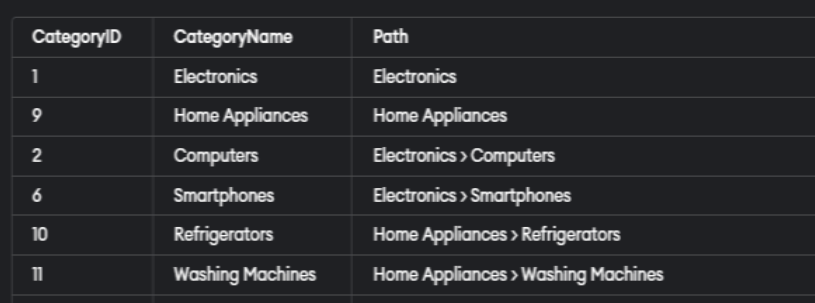 CategoryID CategoryName Path
1 Electronics Electronics
9 Home Appliances Home Appliances
2 Computers Electronics > Computers
6 Smartphones Electronics > Smartphones
10 Refrigerators Home Appliances > Refrigerators
11 Washing Machines Home Appliances > Washing Machines